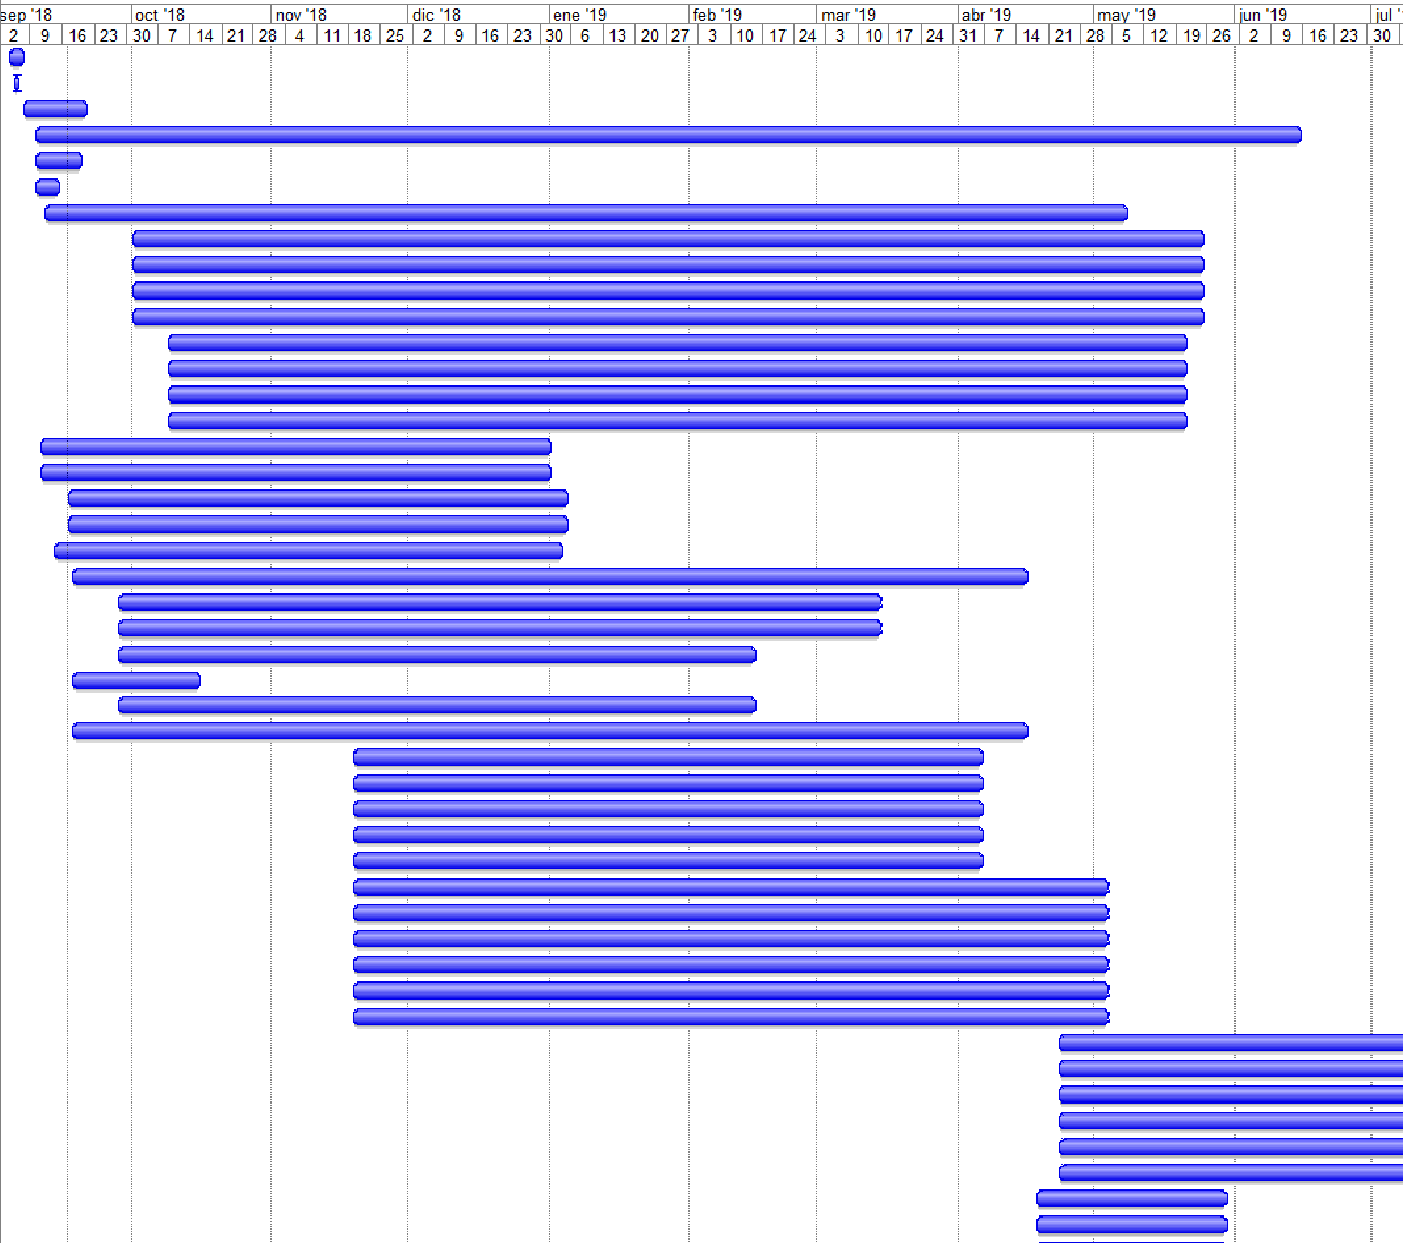 sep '18 oct '18 nov '18 dic '18 ene '19 feb '19 mar '19 abr '19 may '19 jun '19 jul '
2 9 16 23 30 7 14 21 28 4 11 18 25 2 9 16 23 30 6 13 20 27 3 10 17 24 3 10 17 24 31 7 14 21 28 5 12 19 26 2 9 16 23 30